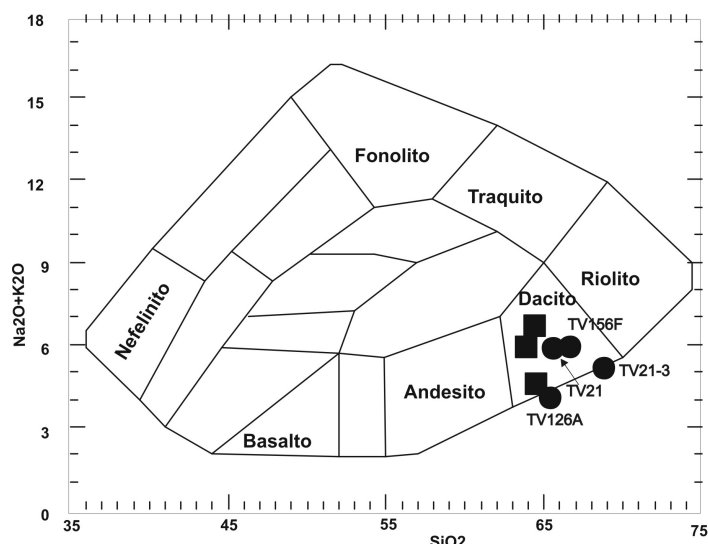 18
15
12
9
6
3
0
Na2O+K2O
Fonolito
Traquito
Riolito
Nefelinito
Dacito
TV156F
TV21-3
TV21
Andesito
TV126A
Basalto
35
45
55
65
75
SiO2